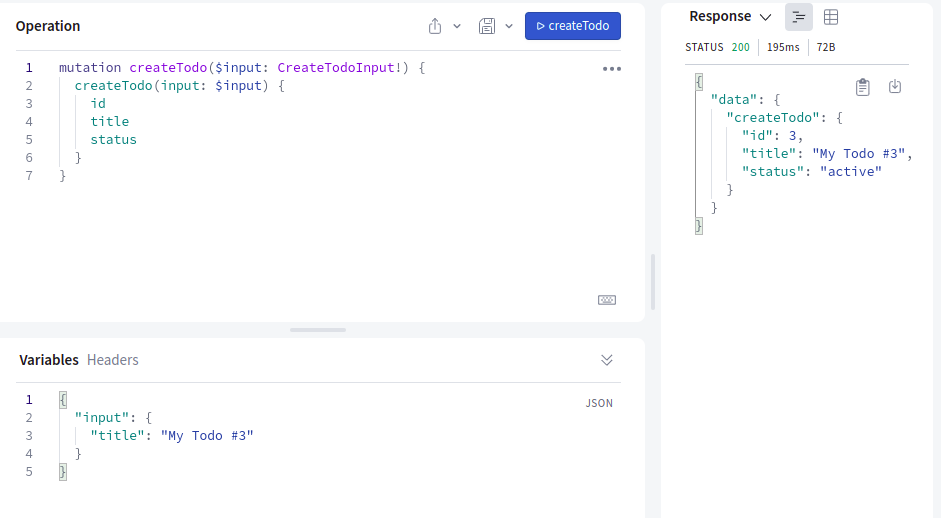 Operation
createTodo
1 mutation createTodo($input: CreateTodoInput!) {
2 createTodo(input: $input) {
3 id
4 title
5 status
6 }
7 }
Variables Headers
JSON
1 {
2 "input": {
3 "title": "My Todo #3"
4 }
5 }
Response
STATUS 200 195ms 72B
{
"data": {
"createTodo": {
"id": 3,
"title": "My Todo #3",
"status": "active"
}
}
}